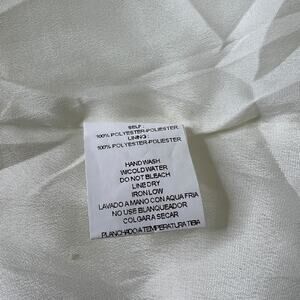 SELF:
100% POLYESTER-POLIESTER
LINING:
100% POLYESTER-POLIESTER
HAND WASH
W/COLD WATER
DO NOT BLEACH
LINE DRY
IRON LOW
LAVADO A MANO CON AQUA FRIA
NO USE BLANQUEADOR
COLGAR A SECAR
PLANCHADO A TEMPERATURA TIBIA